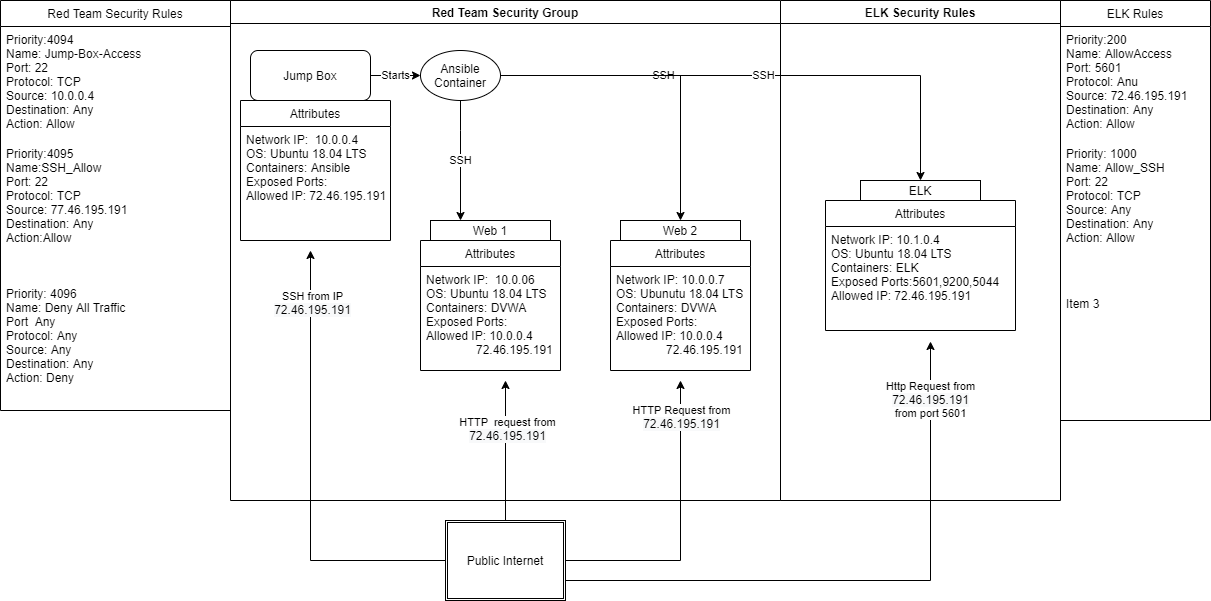 Red Team Security Rules
Priority:4094
Name: Jump-Box-Access
Port: 22
Protocol: TCP
Source: 10.0.0.4
Destination: Any
Action: Allow
Priority:4095
Name:SSH_Allow
Port: 22
Protocol: TCP
Source: 77.46.195.191
Destination: Any
Action:Allow
Priority: 4096
Name: Deny All Traffic
Port  Any
Protocol: Any
Source: Any
Destination: Any
Action: Deny
Red Team Security Group
Jump Box
Starts
Ansible
Container
SSH
SSH
SSH
Attributes
Network IP:  10.0.0.4
OS: Ubuntu 18.04 LTS
Containers: Ansible
Exposed Ports:
Allowed IP: 72.46.195.191
Web 1
Attributes
Network IP:  10.0.06
OS: Ubuntu 18.04 LTS
Containers: DVWA
Exposed Ports:
Allowed IP: 10.0.0.4
72.46.195.191
Web 2
Attributes
Network IP:  10.0.0.7
OS: Ubunutu 18.04 LTS
Containers: DVWA
Exposed Ports:
Allowed IP: 10.0.0.4
72.46.195.191
SSH from IP
72.46.195.191
HTTP  request from
72.46.195.191
HTTP Request from
72.46.195.191
ELK Security Rules
ELK
Attributes
Network IP: 10.1.0.4
OS: Ubuntu 18.04 LTS
Containers: ELK
Exposed Ports:5601,9200,5044
Allowed IP: 72.46.195.191
Http Request from
72.46.195.191
from port 5601
ELK Rules
Priority:200
Name: AllowAccess
Port: 5601
Protocol: Anu
Source: 72.46.195.191
Destination: Any
Action: Allow
Priority: 1000
Name: Allow_SSH
Port: 22
Protocol: TCP
Source: Any
Destination: Any
Action: Allow
Item 3
Public Internet